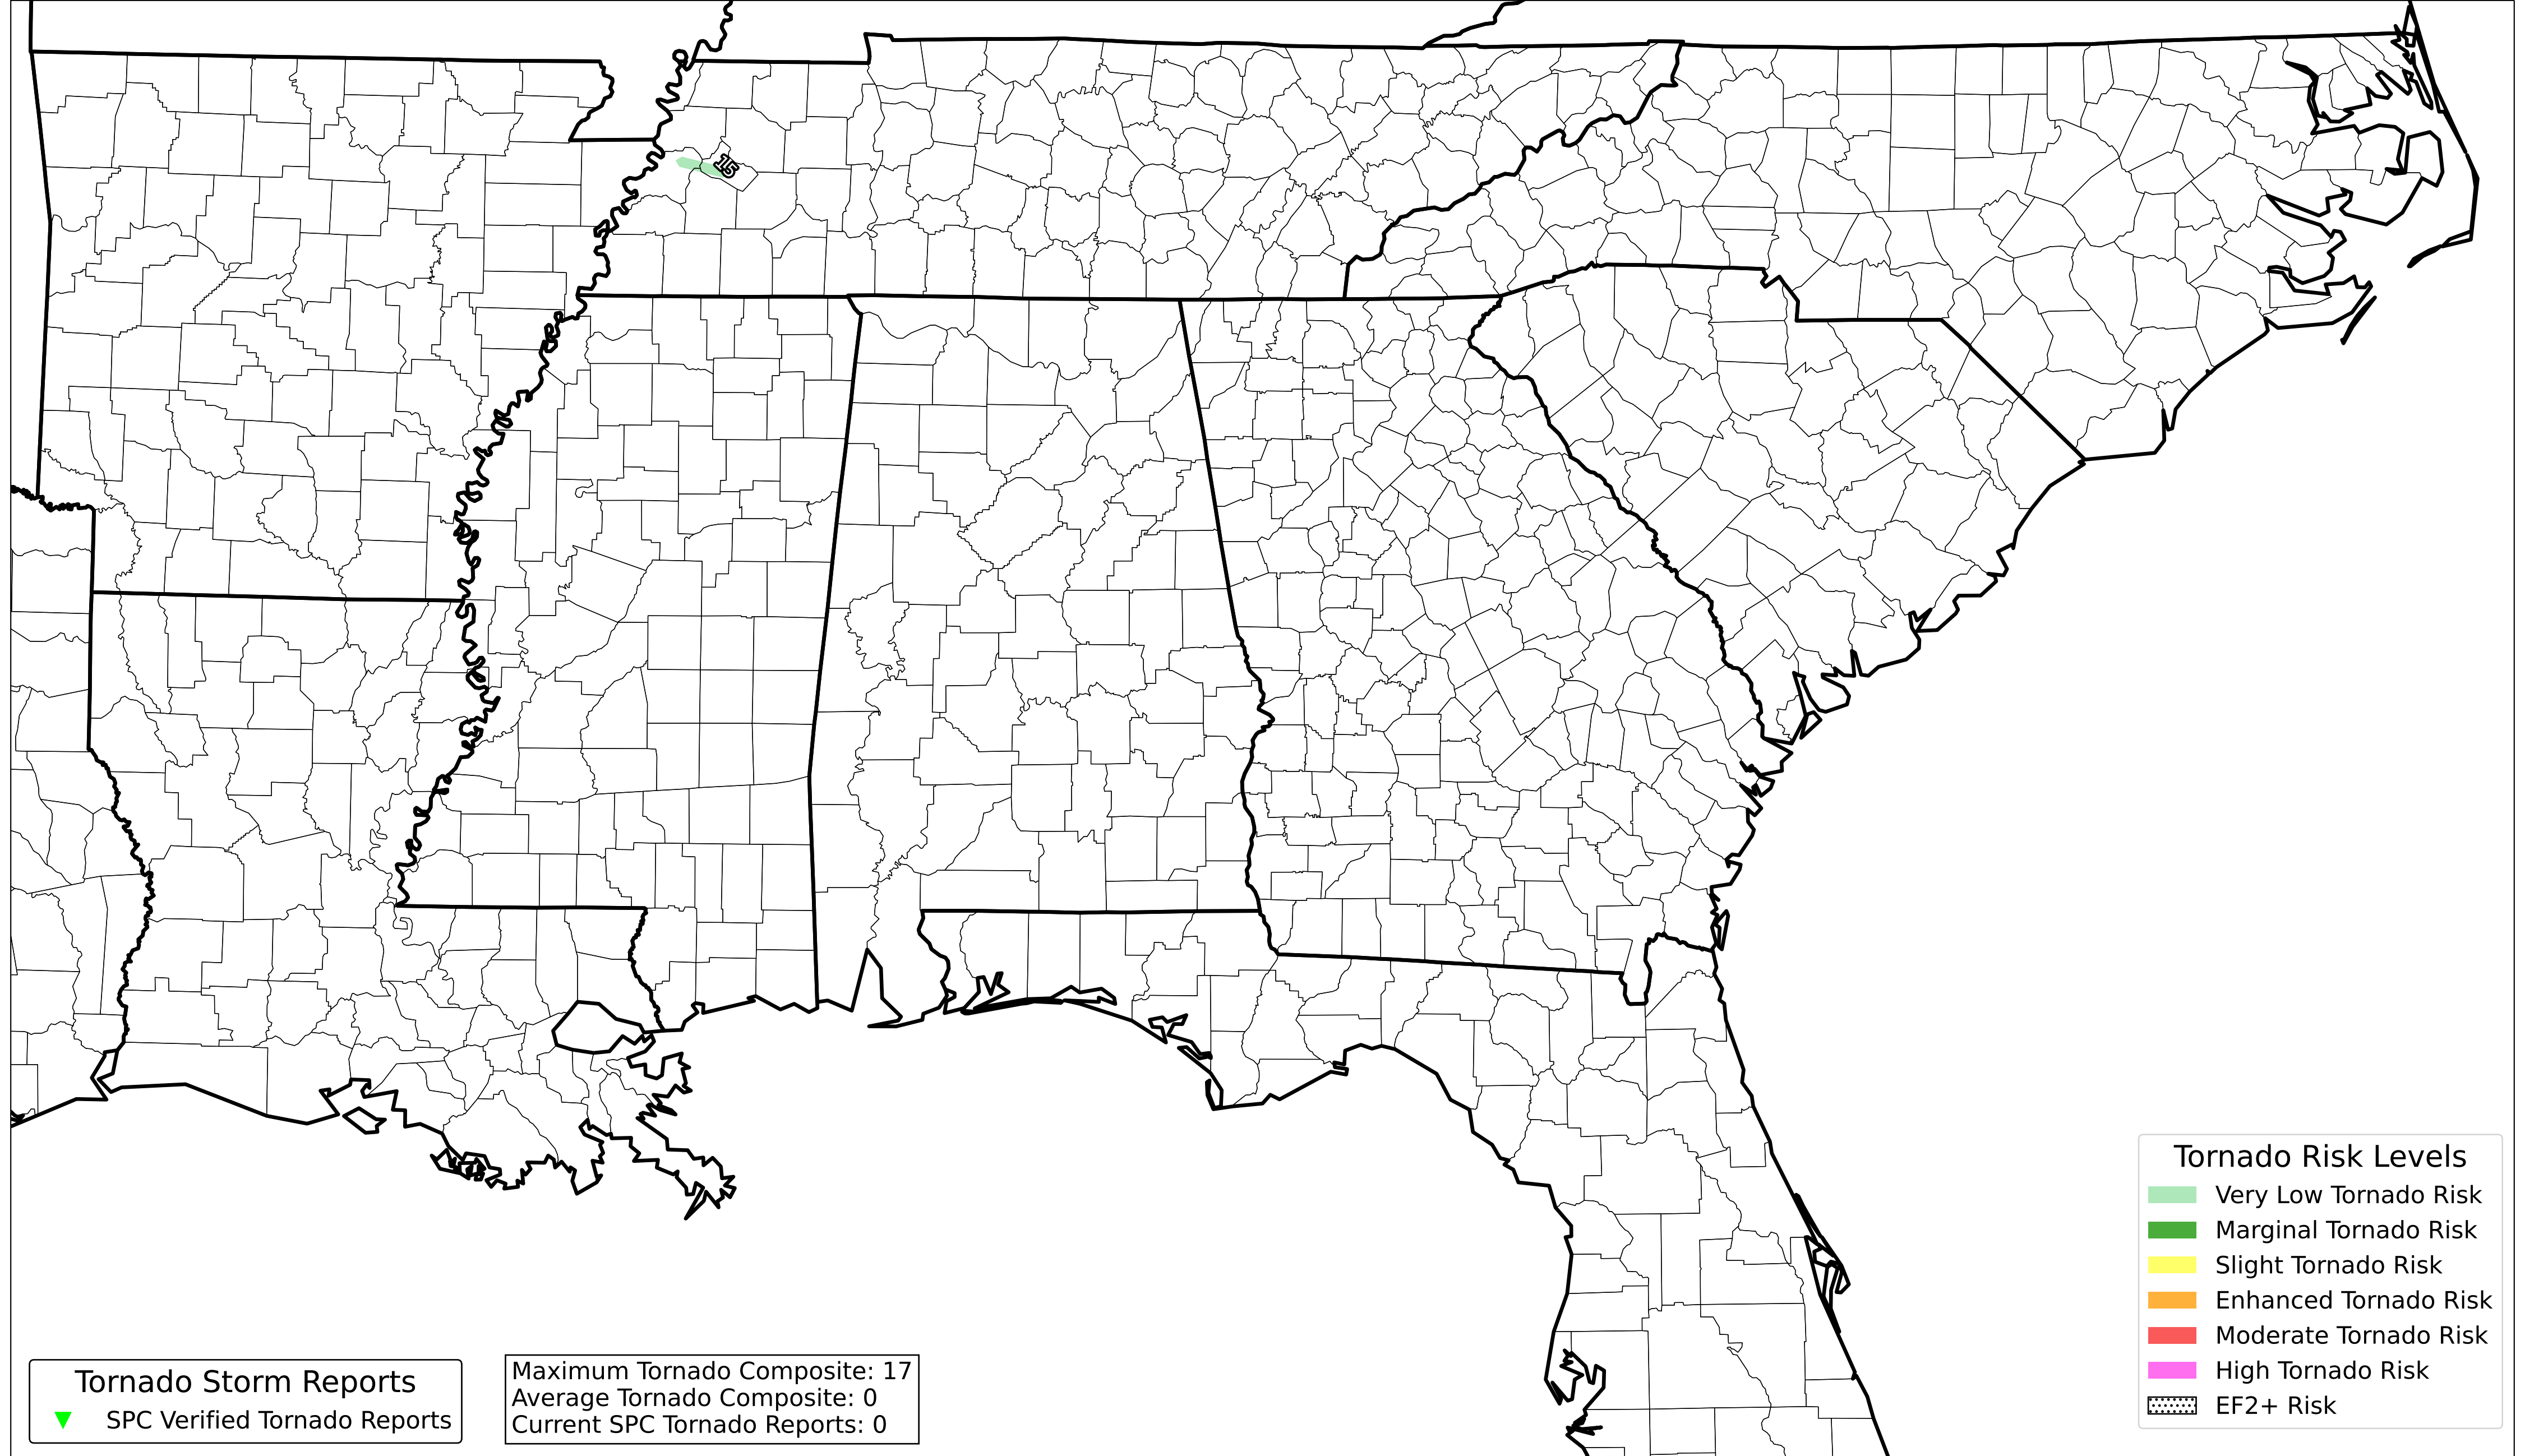 15
Tornado Risk Levels
Very Low Tornado Risk
Marginal Tornado Risk
Slight Tornado Risk
Enhanced Tornado Risk
Moderate Tornado Risk
High Tornado Risk
EF2+ Risk
Tornado Storm Reports
SPC Verified Tornado Reports
Maximum Tornado Composite: 17
Average Tornado Composite: 0
Current SPC Tornado Reports: 0